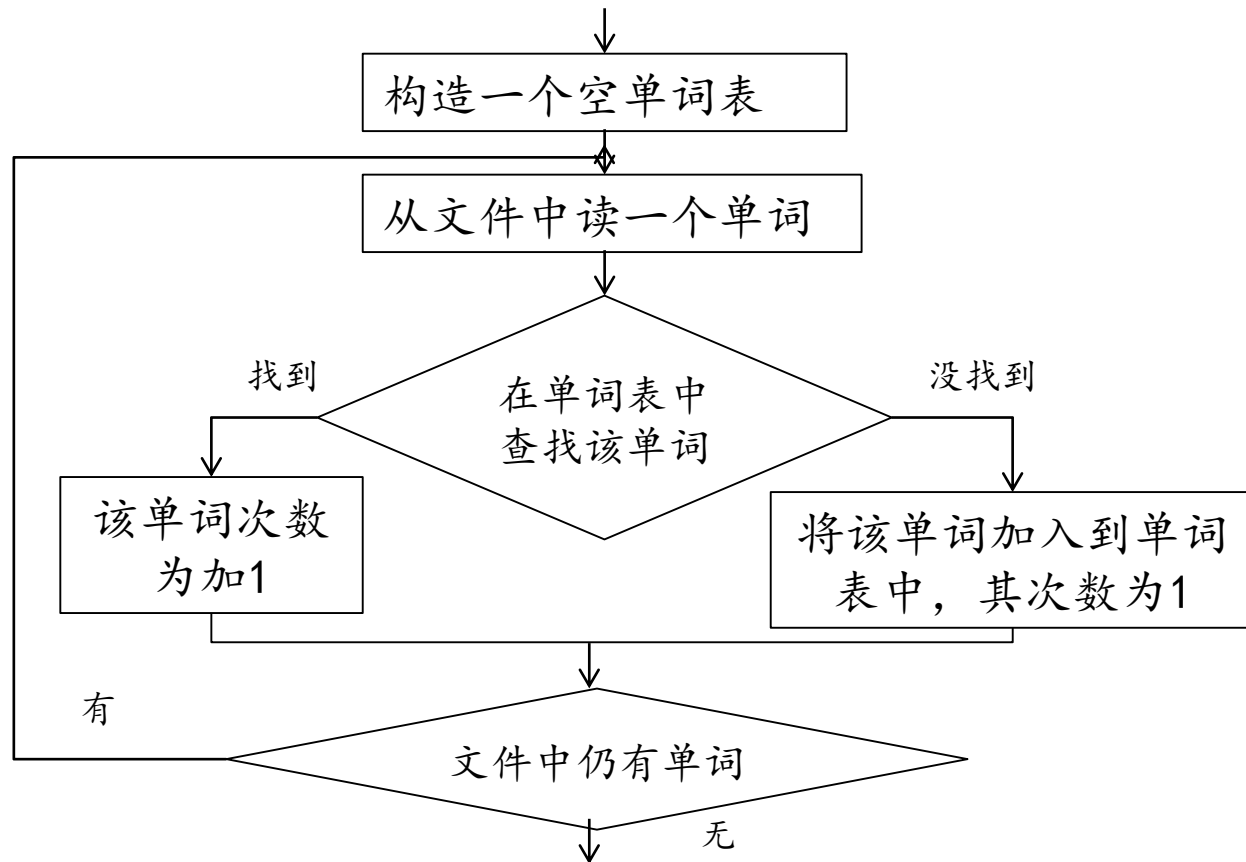 构造一个空单词表
从文件中读一个单词
找到
没找到
在单词表中
查找该单词
该单词次数
为加1
将该单词加入到单词
表中，其次数为1
有
文件中仍有单词
无